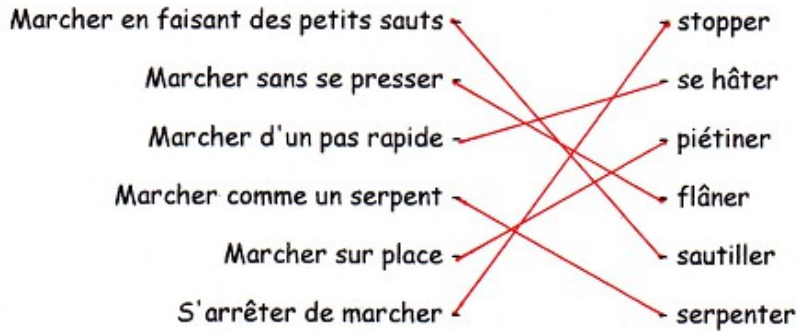 Marcher en faisant des petits sauts - - stopper
Marcher sans se presser - - se hâter
Marcher d'un pas rapide - - piétiner
Marcher comme un serpent - - flâner
Marcher sur place - - sautiller
S'arrêter de marcher - - serpenter